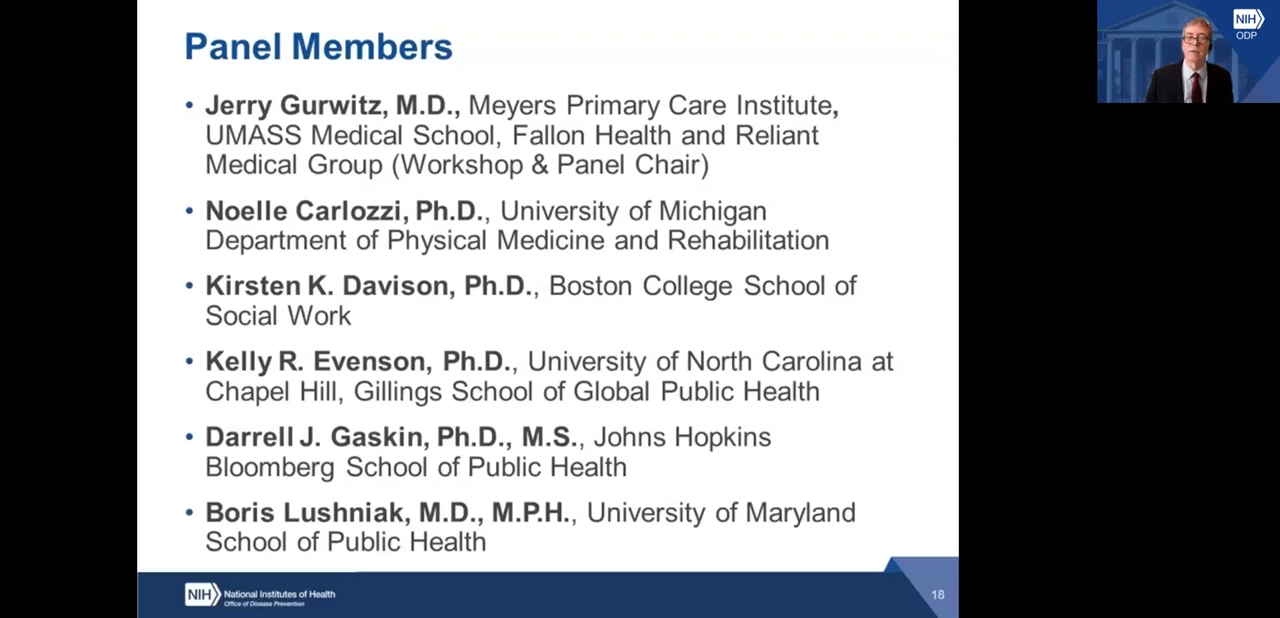 Panel Members
• Jerry Gurwitz, M.D., Meyers Primary Care Institute,
UMASS Medical School, Fallon Health and Reliant
Medical Group (Workshop & Panel Chair)
• Noelle Carlozzi, Ph.D., University of Michigan
Department of Physical Medicine and Rehabilitation
• Kirsten K. Davison, Ph.D., Boston College School of
Social Work
• Kelly R. Evenson, Ph.D., University of North Carolina at
Chapel Hill, Gillings School of Global Public Health
• Darrell J. Gaskin, Ph.D., M.S., Johns Hopkins
Bloomberg School of Public Health
• Boris Lushniak, M.D., M.P.H., University of Maryland
School of Public Health
NIH National Institutes of Health
Office of Disease Prevention
18
NIH
ODP